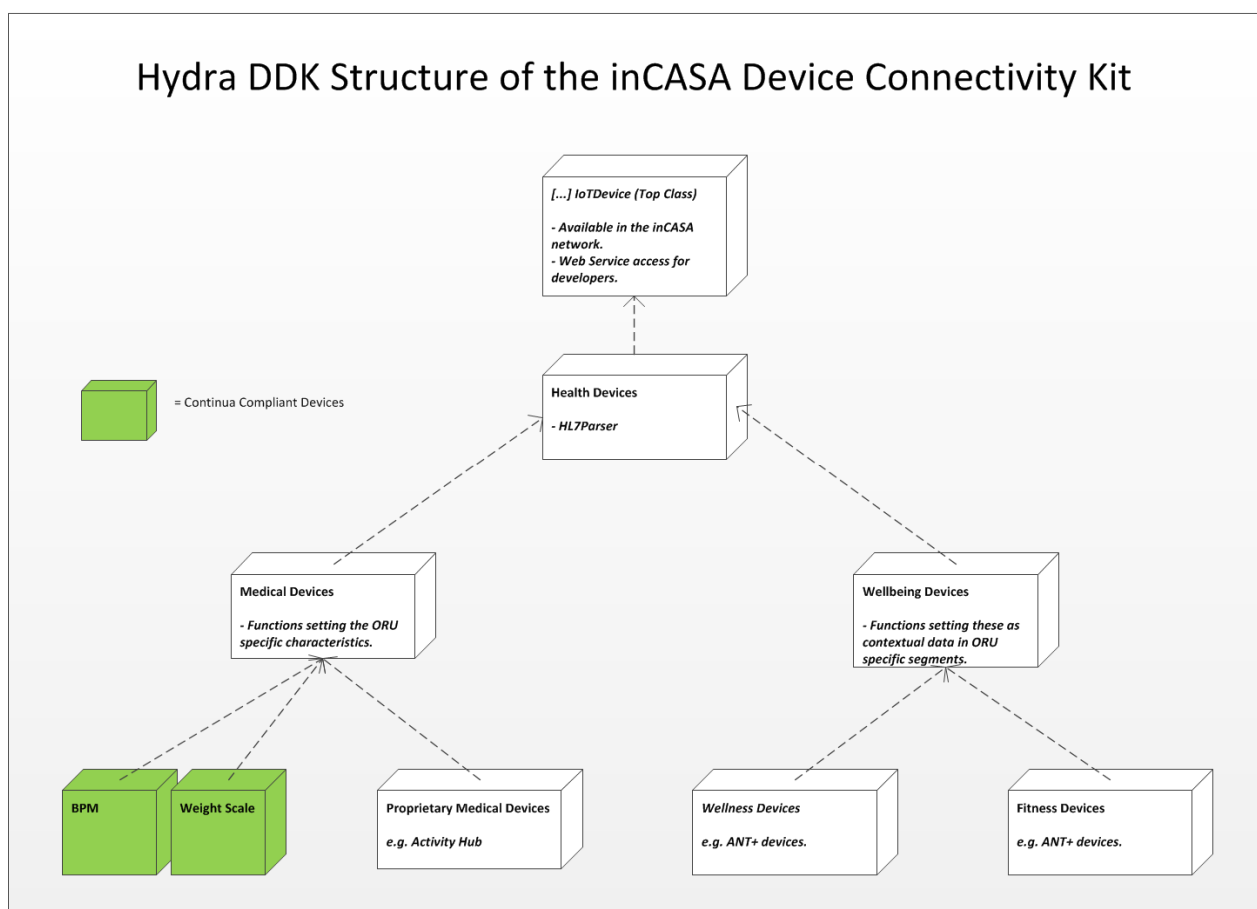 Hydra DDK Structure of the inCASA Device Connectivity Kit
[...] IoTDevice (Top Class)
- Available in the inCASA
network.
- Web Service access for
developers.
Health Devices
- HL7Parser
= Continua Compliant Devices
Medical Devices
- Functions setting the ORU
specific characteristics.
Wellbeing Devices
- Functions setting these as
contextual data in ORU
specific segments.
BPM
Weight Scale
Proprietary Medical Devices
e.g. Activity Hub
Wellness Devices
e.g. ANT+ devices.
Fitness Devices
e.g. ANT+ devices.